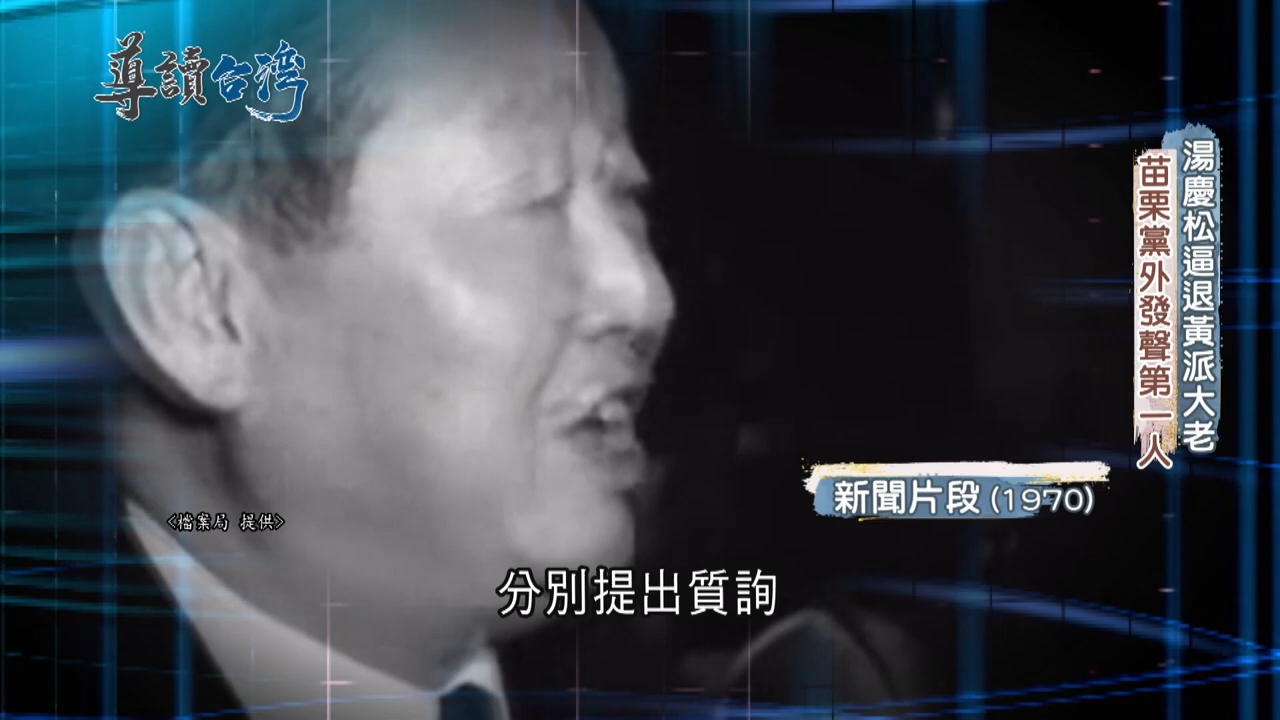 導讀台灣
湯慶松逼退黃派大老
苗栗黨外發聲第一人
新聞片段(1970)
<檔案局 提供>
分別提出質詢